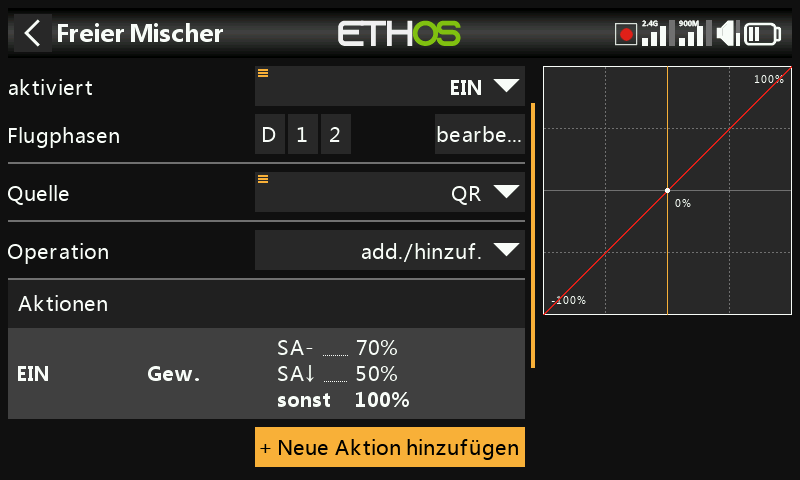 Freier Mischer
ETHOS
2.4G
900M
aktiviert
EIN
Flugphasen
D
1
2
bearbe...
Quelle
QR
Operation
add./hinzuf.
Aktionen
EIN
Gew.
SA- ...... 70%
SA↓ ...... 50%
sonst 100%
+ Neue Aktion hinzufügen
100%
0%
-100%